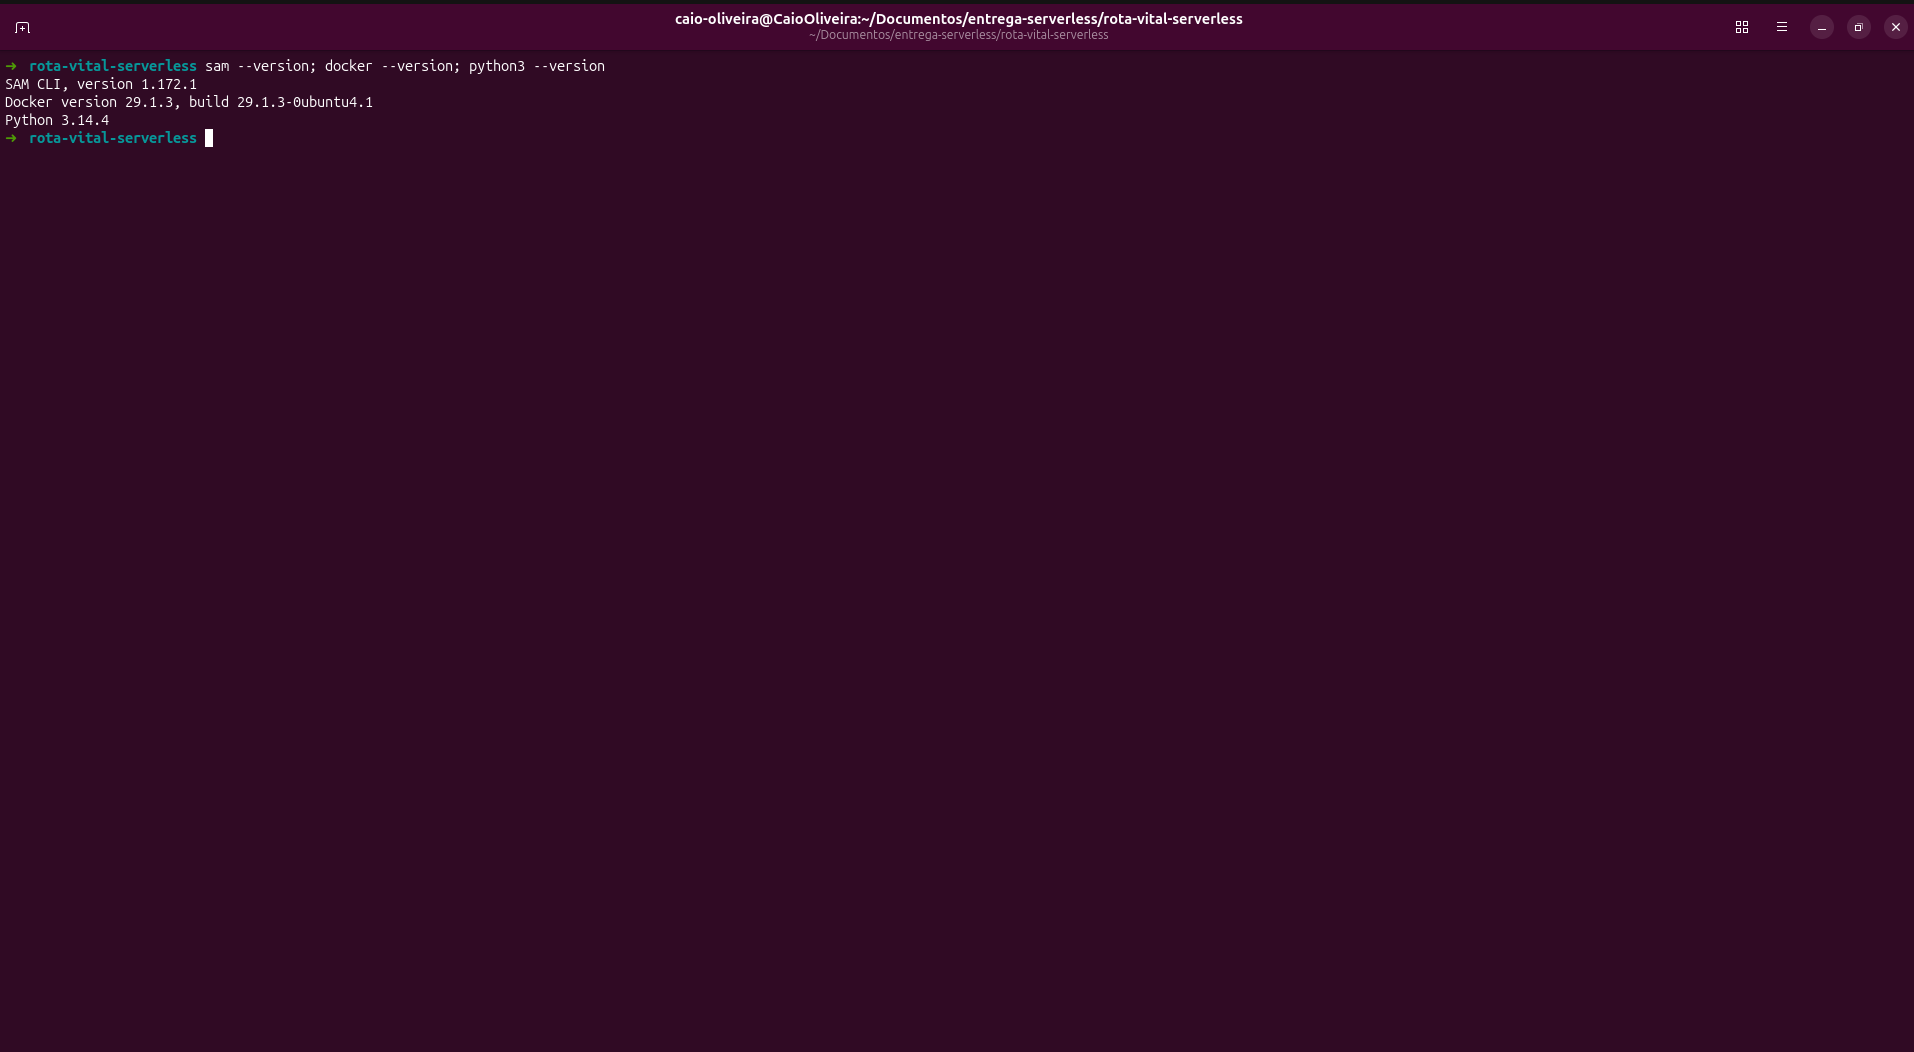 caio-oliveira@CaioOliveira:~/Documentos/entrega-serverless/rota-vital-serverless
~/Documentos/entrega-serverless/rota-vital-serverless
➜  rota-vital-serverless sam --version; docker --version; python3 --version
SAM CLI, version 1.172.1
Docker version 29.1.3, build 29.1.3-0ubuntu4.1
Python 3.14.4
➜  rota-vital-serverless